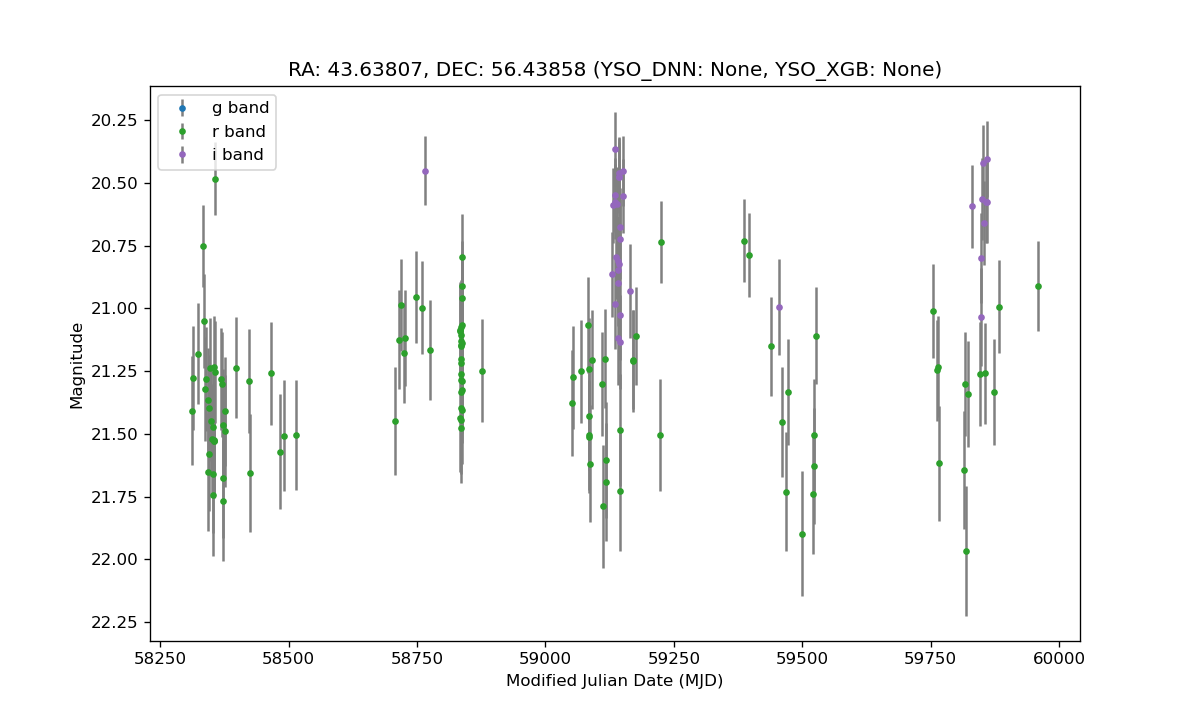 RA: 43.63807, DEC: 56.43858 (YSO_DNN: None, YSO_XGB: None)
g band
r band
i band
20.25
20.50
20.75
21.00
21.25
21.50
21.75
22.00
22.25
Magnitude
58250 58500 58750 59000 59250 59500 59750 60000
Modified Julian Date (MJD)